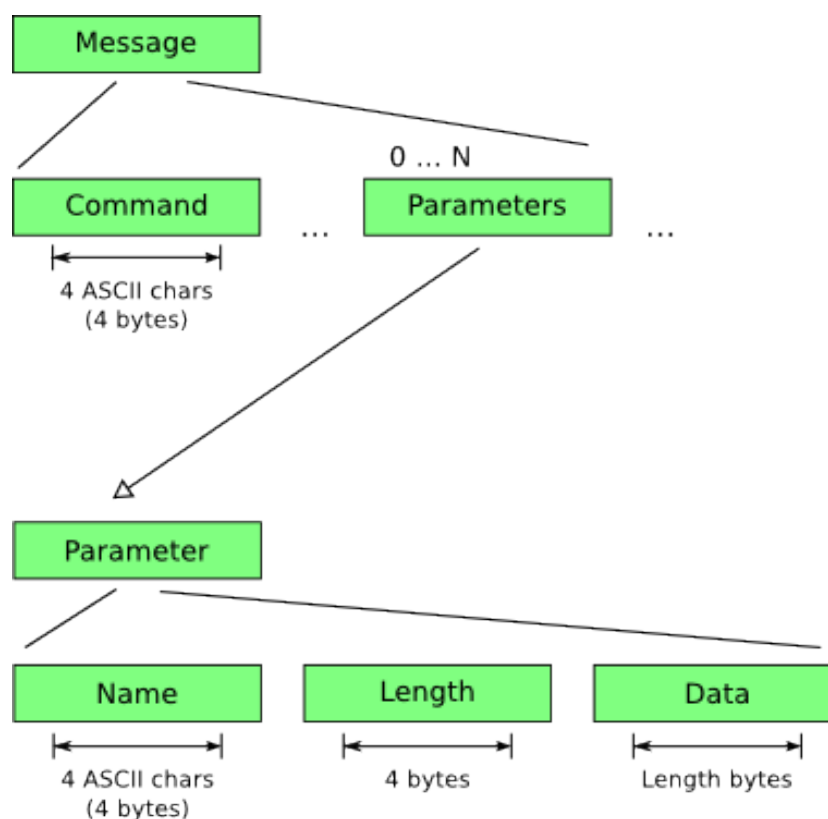 Message
0 ... N
Command
...
Parameters
...
4 ASCII chars
(4 bytes)
Parameter
Name
Length
Data
4 ASCII chars
(4 bytes)
4 bytes
Length bytes